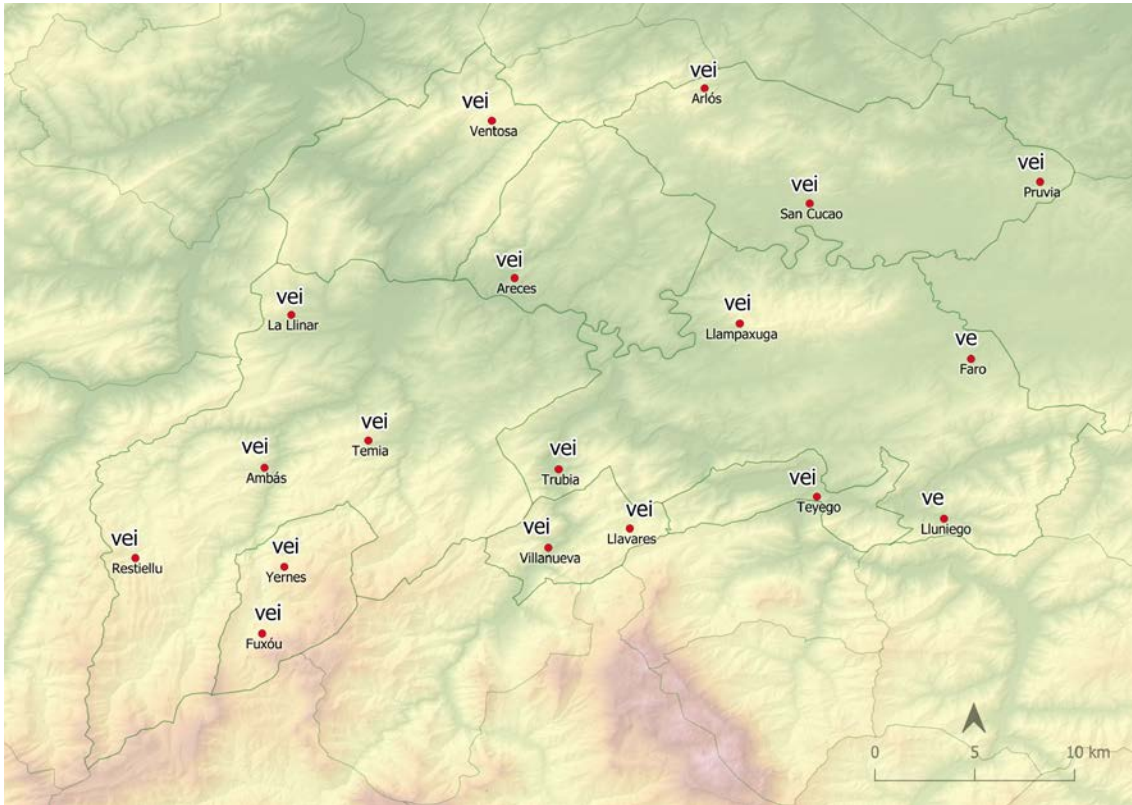 vei
Arlós
vei
Ventosa
vei
Pruvia
vei
San Cucao
vei
Areces
vei
La Llinar
vei
Llampaxuga
ve
Faro
vei
Temia
vei
Ambás
vei
Trubia
vei
Teyego
ve
Lluniego
vei
Llavares
vei
Villanueva
vei
Restiellu
vei
Yernes
vei
Fuxóu
0 5 10 km